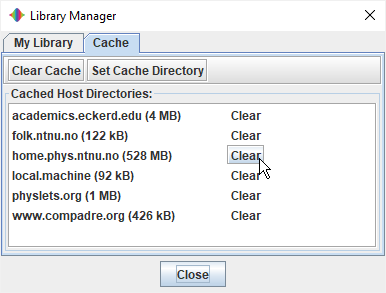 Library Manager
My Library Cache
Clear Cache Set Cache Directory
Cached Host Directories:
academics.eckerd.edu (4 MB) Clear
folk.ntnu.no (122 kB) Clear
home.phys.ntnu.no (528 MB) Clear
local.machine (92 kB) Clear
physlets.org (1 MB) Clear
www.compadre.org (426 kB) Clear
Close